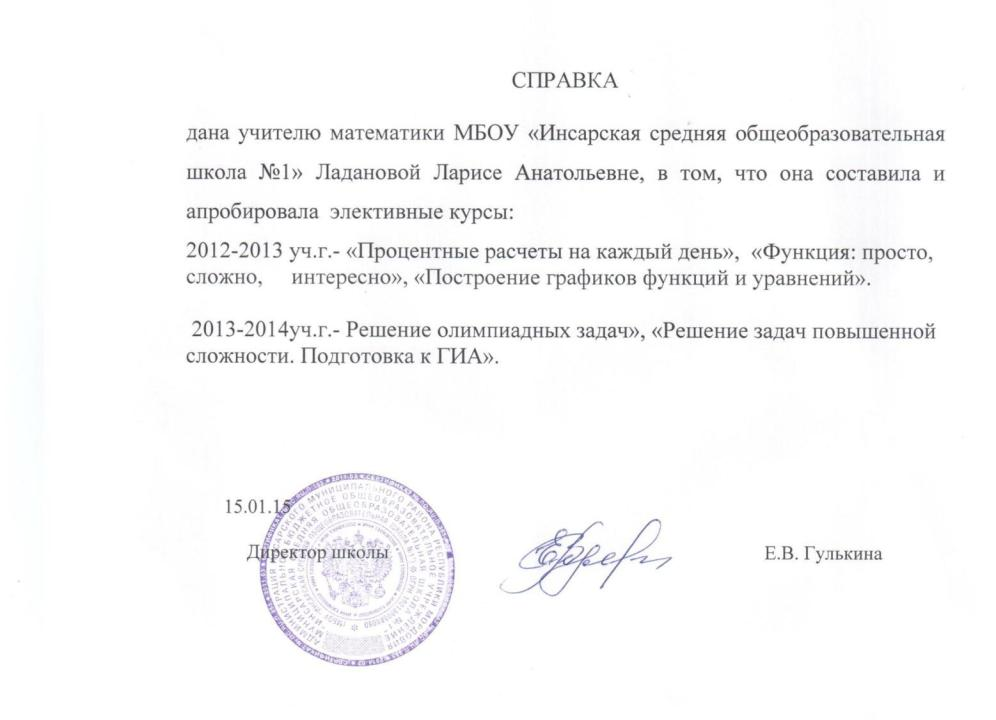 СПРАВКА
дана учителю математики МБОУ «Инсарская средняя общеобразовательная
школа №1» Ладановой Ларисе Анатольевне, в том, что она составила и
апробировала элективные курсы:
2012-2013 уч.г.- «Процентные расчеты на каждый день», «Функция: просто,
сложно, интересно», «Построение графиков функций и уравнений».
2013-2014уч.г.- Решение олимпиадных задач», «Решение задач повышенной
сложности. Подготовка к ГИА».
15.01.15
Директор школы Е.В. Гулькина